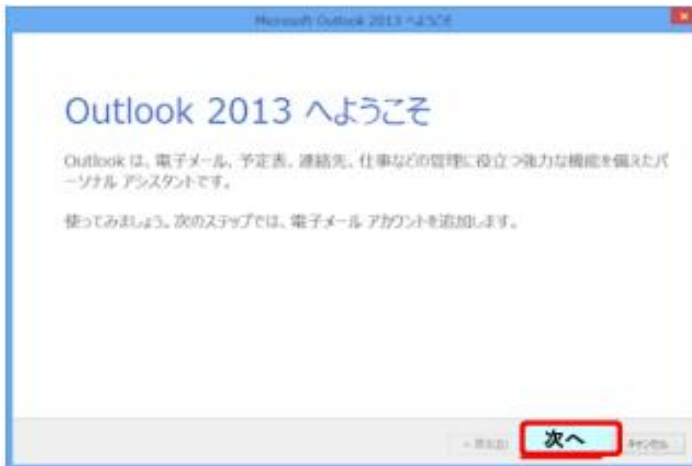 Microsoft Outlook 2013 へようこそ
Outlook 2013 へようこそ
Outlook は、電子メール、予定表、連絡先、仕事などの管理に役立つ強力な機能を備えたパ
ーソナル アシスタントです。
使ってみましょう。次のステップでは、電子メール アカウントを追加します。
< 戻る(B) 次へ キャンセル